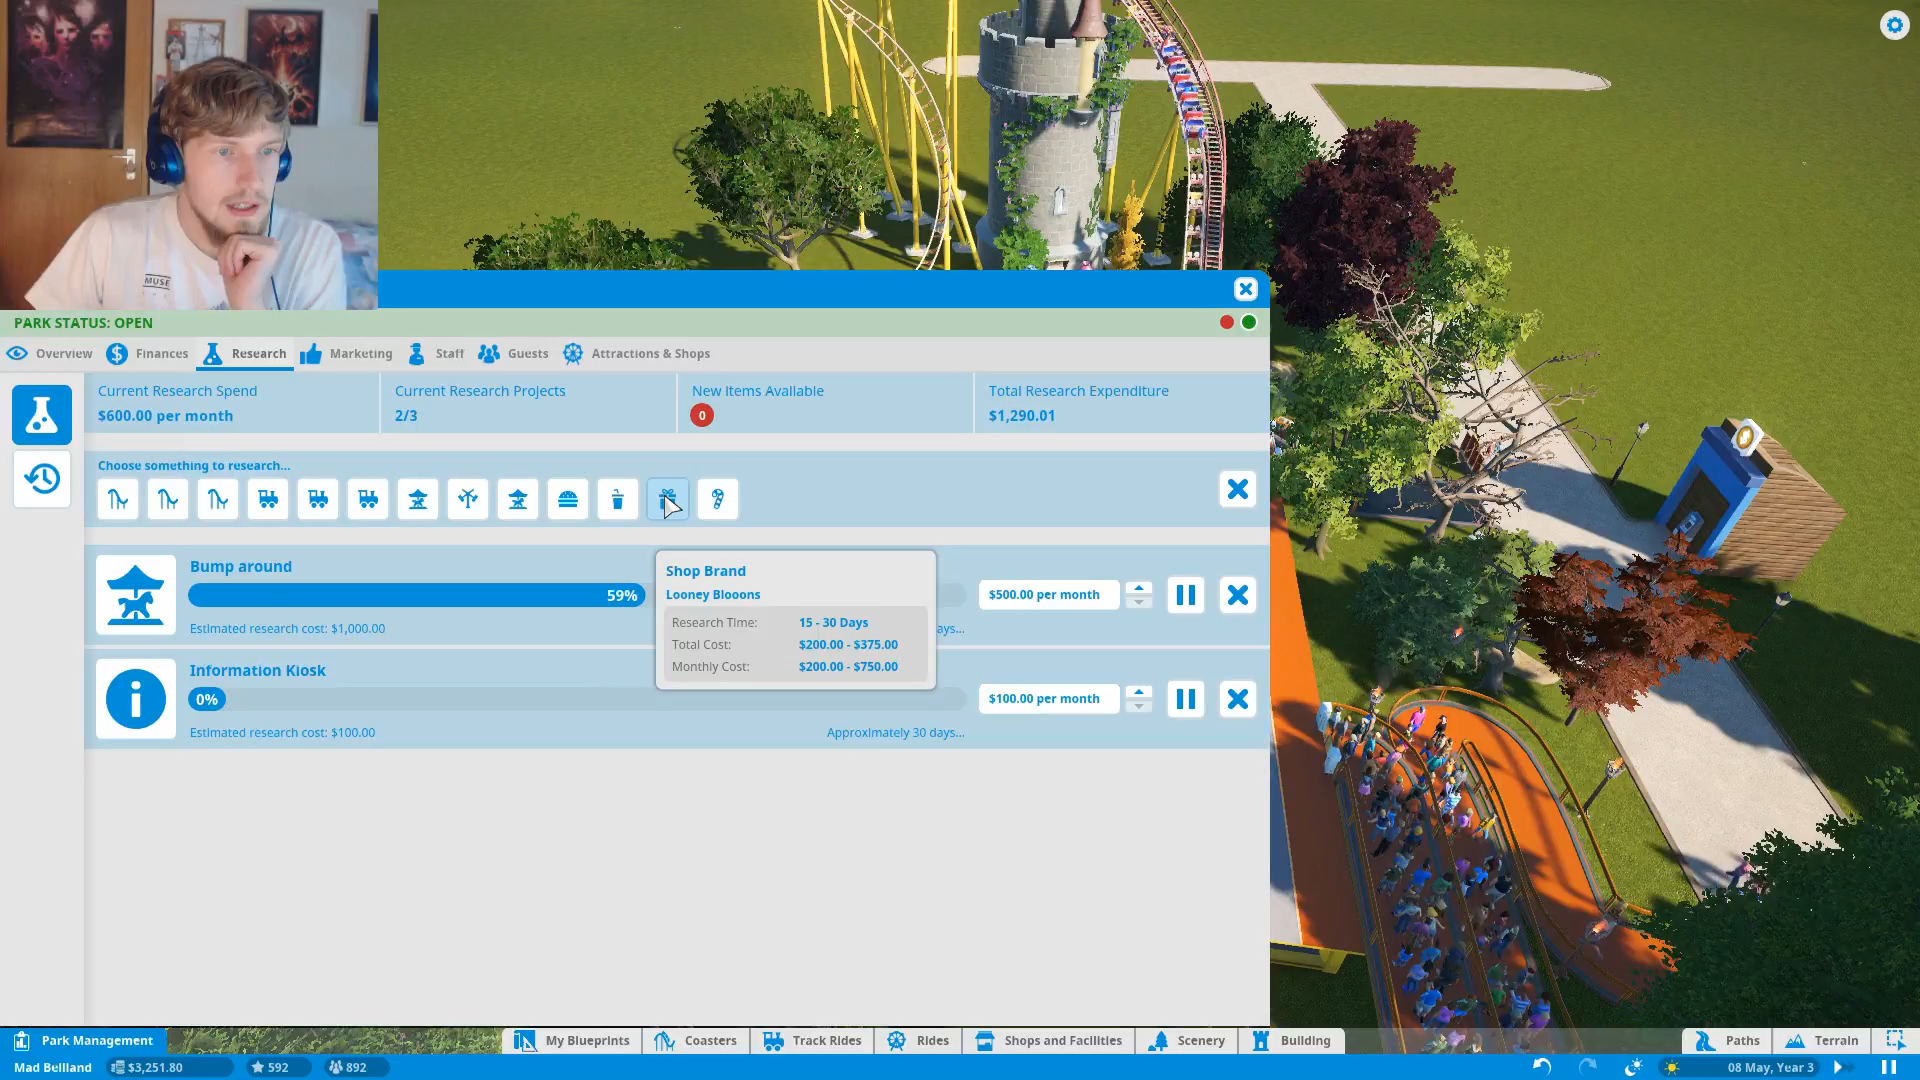 MUSE
PARK STATUS: OPEN
Overview Finances Research Marketing Staff Guests Attractions & Shops
Current Research Spend
$600.00 per month
Current Research Projects
2/3
New Items Available
0
Total Research Expenditure
$1,290.01
Choose something to research...
Bump around
59%
Estimated research cost: $1,000.00
ays...
$500.00 per month
Shop Brand
Looney Blooons
Research Time: 15 - 30 Days
Total Cost: $200.00 - $375.00
Monthly Cost: $200.00 - $750.00
Information Kiosk
0%
Estimated research cost: $100.00
Approximately 30 days...
$100.00 per month
Park Management My Blueprints Coasters Track Rides Rides Shops and Facilities Scenery Building Paths Terrain
Mad Beilland $3,251.80 592 892 08 May, Year 3